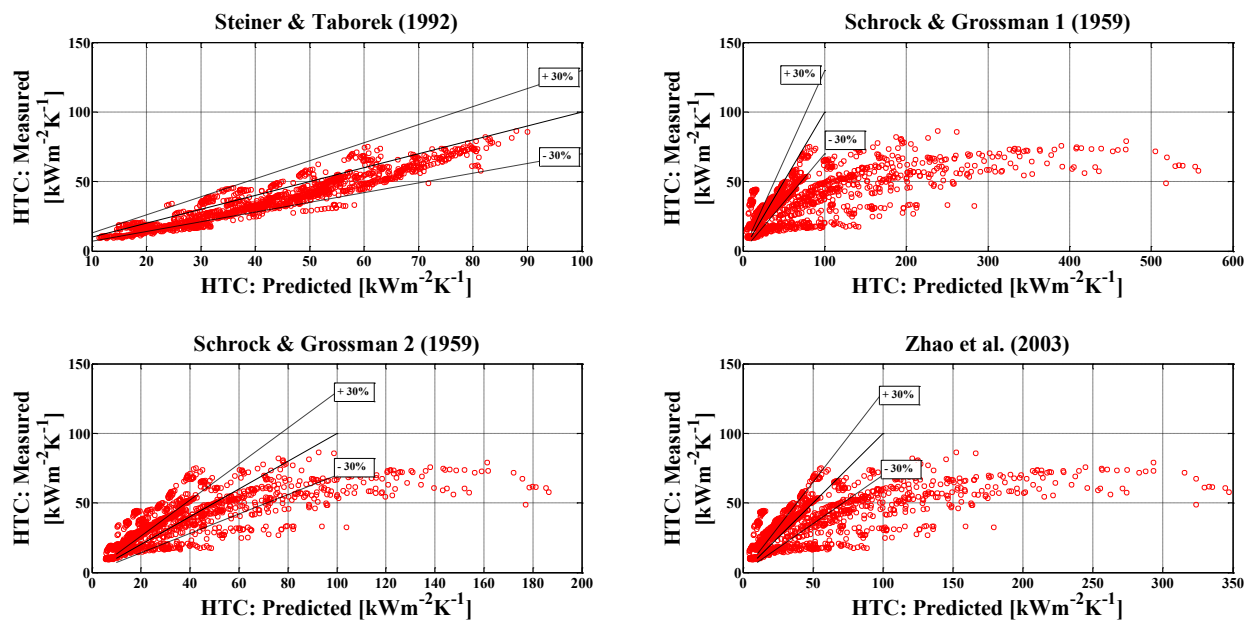 Steiner & Taborek (1992)
150
100
50
0
10 20 30 40 50 60 70 80 90 100
+ 30%
- 30%
HTC: Measured
[kWm⁻²K⁻¹]
HTC: Predicted [kWm⁻²K⁻¹]
Schrock & Grossman 1 (1959)
150
100
50
0
0 100 200 300 400 500 600
+ 30%
- 30%
HTC: Measured
[kWm⁻²K⁻¹]
HTC: Predicted [kWm⁻²K⁻¹]
Schrock & Grossman 2 (1959)
150
100
50
0
0 20 40 60 80 100 120 140 160 180 200
+ 30%
- 30%
HTC: Measured
[kWm⁻²K⁻¹]
HTC: Predicted [kWm⁻²K⁻¹]
Zhao et al. (2003)
150
100
50
0
0 50 100 150 200 250 300 350
+ 30%
- 30%
HTC: Measured
[kWm⁻²K⁻¹]
HTC: Predicted [kWm⁻²K⁻¹]